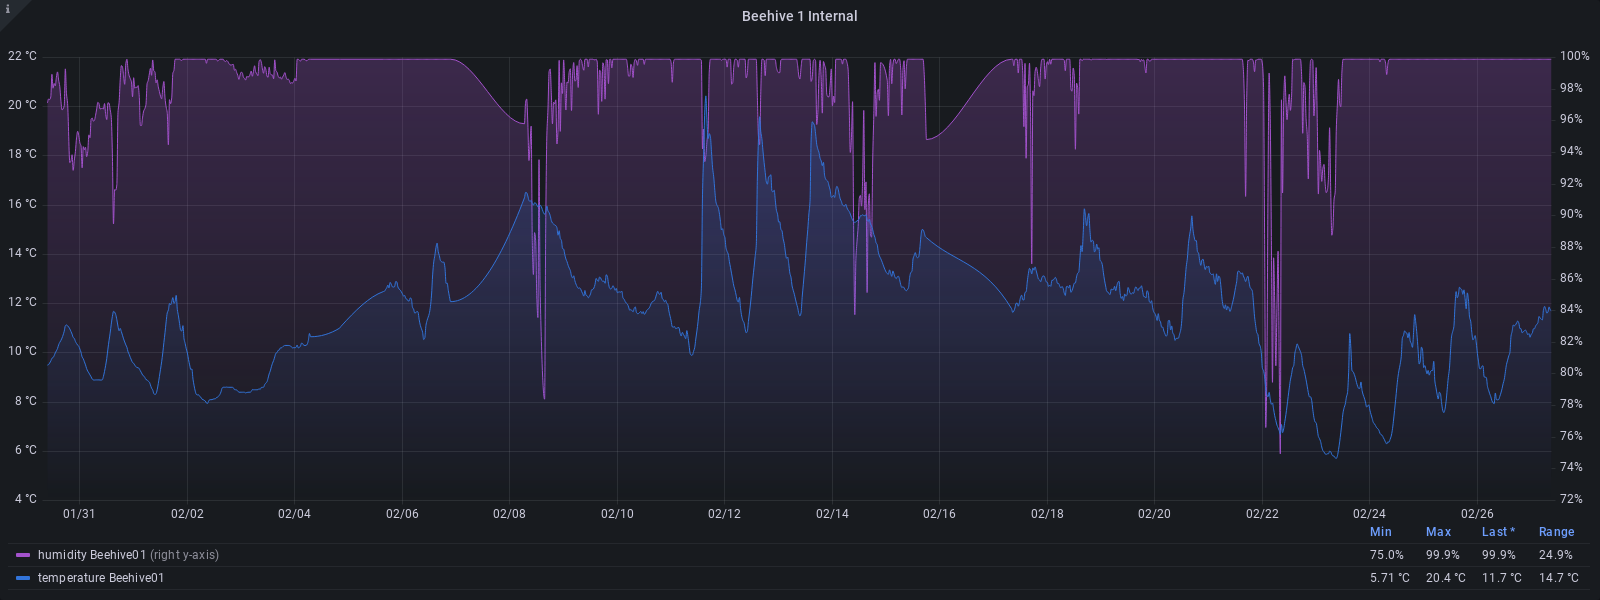 i
Beehive 1 Internal
22 °C
20 °C
18 °C
16 °C
14 °C
12 °C
10 °C
8 °C
6 °C
4 °C
100%
98%
96%
94%
92%
90%
88%
86%
84%
82%
80%
78%
76%
74%
72%
01/31 02/02 02/04 02/06 02/08 02/10 02/12 02/14 02/16 02/18 02/20 02/22 02/24 02/26
Min Max Last * Range
humidity Beehive01 (right y-axis) 75.0% 99.9% 99.9% 24.9%
temperature Beehive01 5.71 °C 20.4 °C 11.7 °C 14.7 °C